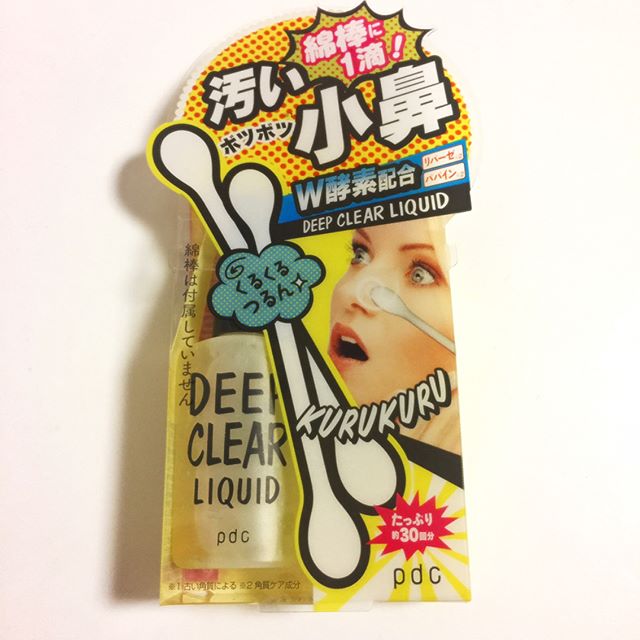 綿棒に
1滴!
汚い
ポツポツ
小鼻
W酵素配合
リパーゼ
パパイン
DEEP CLEAR LIQUID
くるくる
つるん
綿棒は付属していません
DEEP
CLEAR
LIQUID
pdc
KURUKURU
たっぷり
約30回分
pdc
※1 古い角質による ※2 角質ケア成分